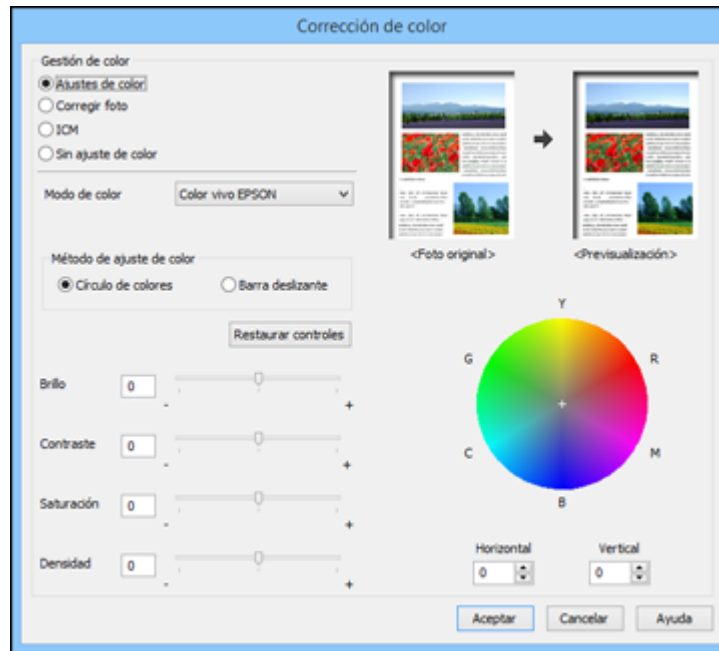 Corrección de color
Gestión de color
Ajustes de color
Corregir foto
ICM
Sin ajuste de color
Modo de color
Color vivo EPSON
<Foto original>
<Previsualización>
Método de ajuste de color
Círculo de colores
Barra deslizante
Restaurar controles
Brillo
0
-
+
Contraste
0
-
+
Saturación
0
-
+
Densidad
0
-
+
Y
G
R
C
M
B
Horizontal
Vertical
0
0
Aceptar
Cancelar
Ayuda